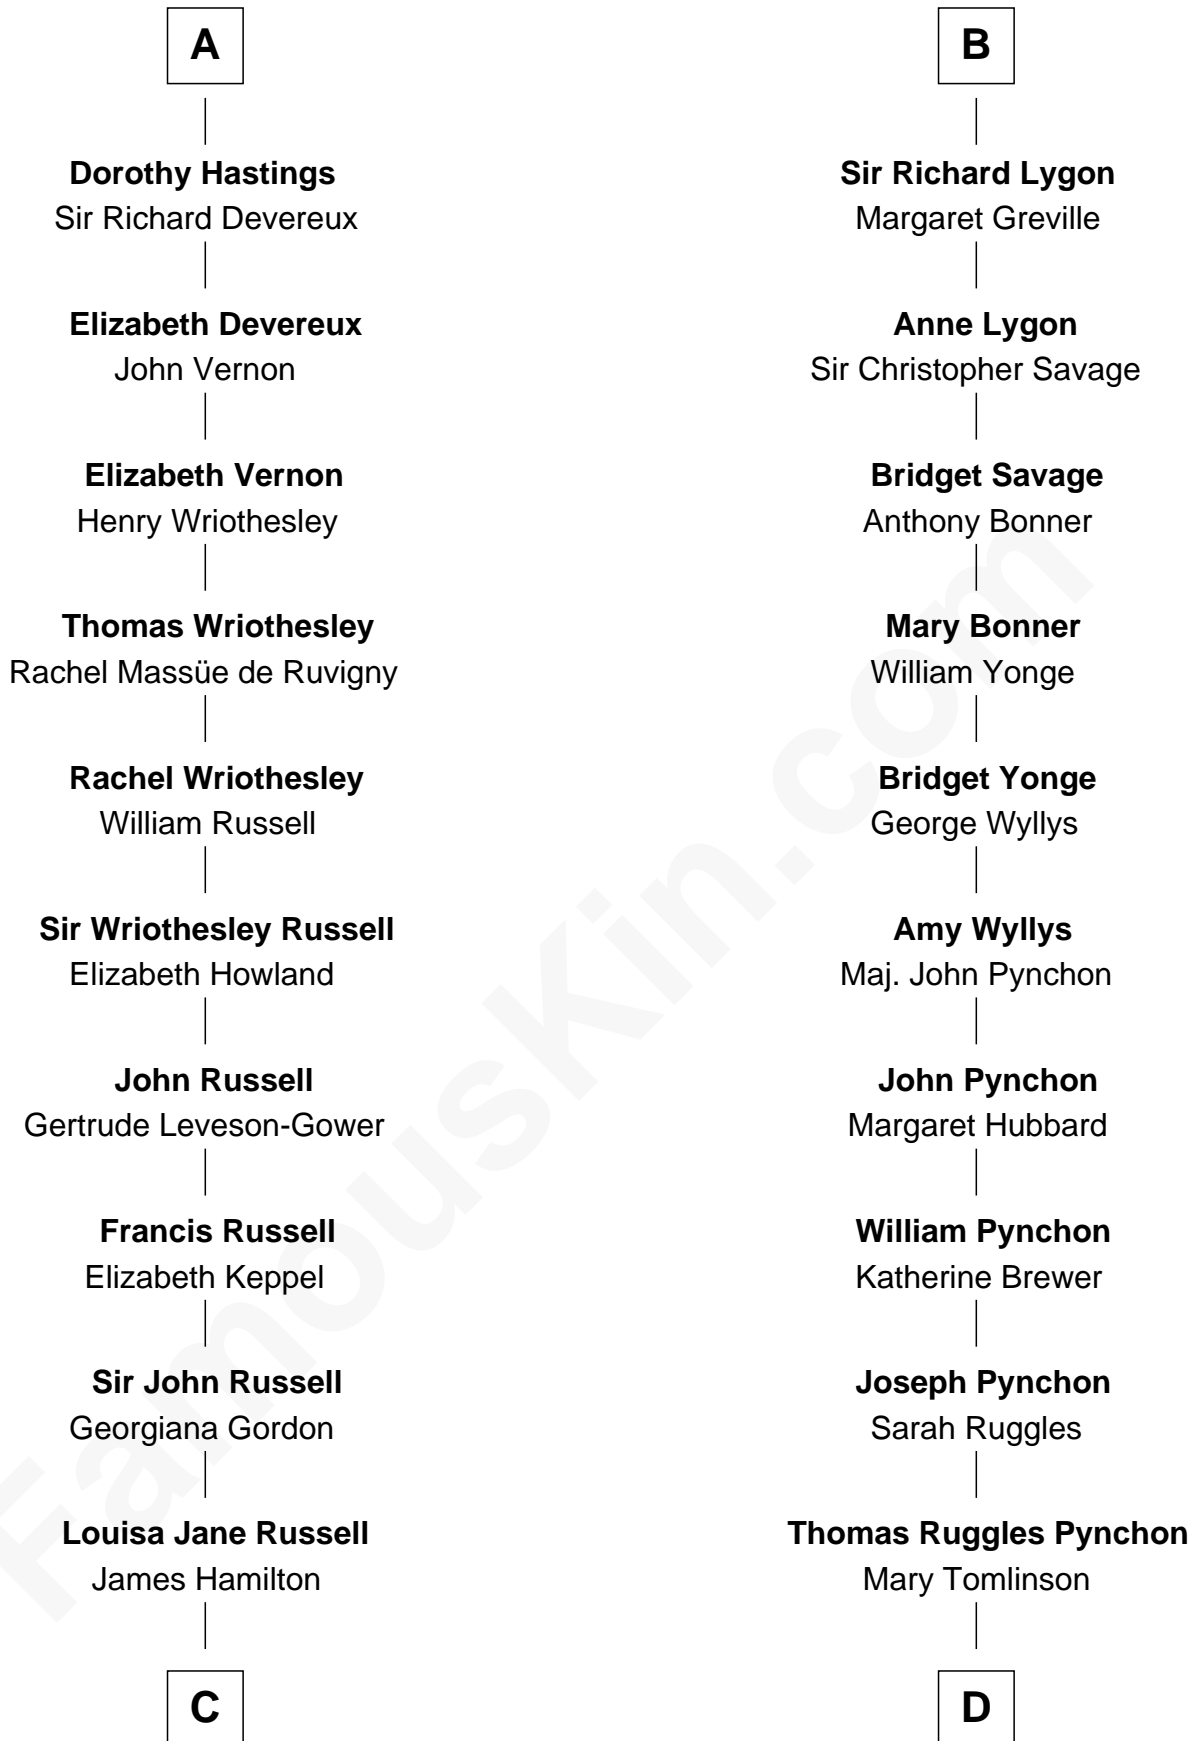 A
Dorothy Hastings
Sir Richard Devereux
Elizabeth Devereux
John Vernon
Elizabeth Vernon
Henry Wriothesley
Thomas Wriothesley
Rachel Massüe de Ruvigny
Rachel Wriothesley
William Russell
Sir Wriothesley Russell
Elizabeth Howland
John Russell
Gertrude Leveson-Gower
Francis Russell
Elizabeth Keppel
Sir John Russell
Georgiana Gordon
Louisa Jane Russell
James Hamilton
C
B
Sir Richard Lygon
Margaret Greville
Anne Lygon
Sir Christopher Savage
Bridget Savage
Anthony Bonner
Mary Bonner
William Yonge
Bridget Yonge
George Wyllys
Amy Wyllys
Maj. John Pynchon
John Pynchon
Margaret Hubbard
William Pynchon
Katherine Brewer
Joseph Pynchon
Sarah Ruggles
Thomas Ruggles Pynchon
Mary Tomlinson
D
FamousKin.com